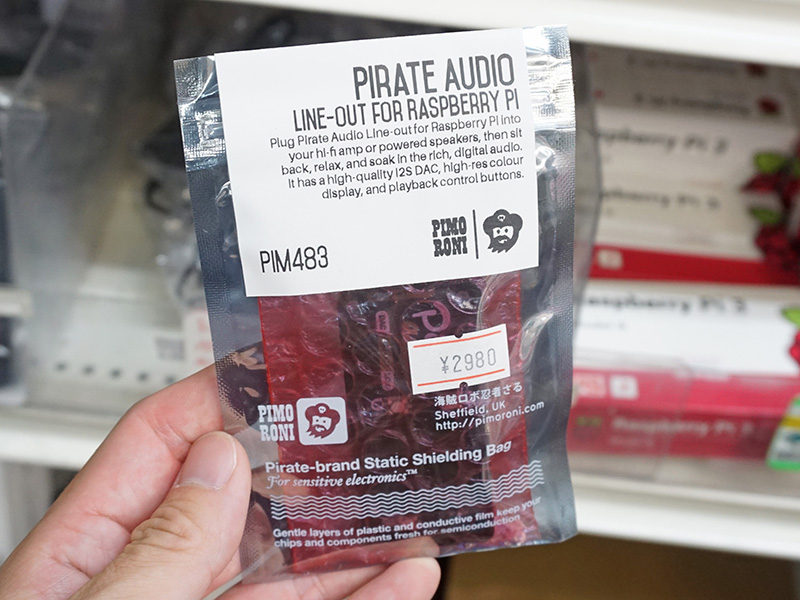 PIRATE AUDIO
LINE-OUT FOR RASPBERRY PI
Plug Pirate Audio Line-out for Raspberry Pi into
your hi-fi amp or powered speakers, then sit
back, relax, and soak in the rich, digital audio.
It has a high-quality I2S DAC, high-res colour
display, and playback control buttons.
PIMO
RONI
PIM483
¥2980
PIMO
RONI
海賊ロボ忍者さる
Sheffield, UK
http://pimoroni.com
Pirate-brand Static Shielding Bag
For sensitive electronics™
Gentle layers of plastic and conductive film keep your
chips and components fresh for semiconduction
Raspberry Pi 3